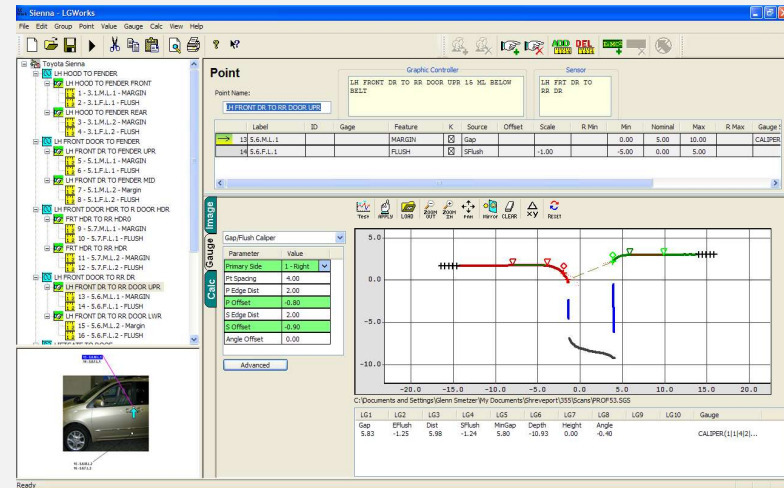 Sienna - LGWorks
File Edit Group Point Value Gauge Calc View Help
ADD DEL
Toyota Sienna
LH HOOD TO FENDER
LH HOOD TO FENDER FRONT
1 - 3.1.M.L.1 - MARGIN
2 - 3.1.F.L.1 - FLUSH
LH HOOD TO FENDER REAR
3 - 3.1.M.L.2 - MARGIN
4 - 3.1.F.L.2 - FLUSH
LH FRONT DOOR TO FENDER
LH FRONT DR TO FENDER UPR
5 - 5.1.M.L.1 - MARGIN
6 - 5.1.F.L.1 - FLUSH
LH FRONT DR TO FENDER MID
7 - 5.1.M.L.2 - Margin
8 - 5.1.F.L.2 - FLUSH
LH FRONT DOOR HDR TO R DOOR HDR
FRT HDR TO RR HDR0
9 - 5.7.M.L.1 - MARGIN
10 - 5.7.F.L.1 - FLUSH
FRT HDR TO RR HDR
11 - 5.7.M.L.2 - MARGIN
12 - 5.7.F.L.2 - FLUSH
LH FRONT DOOR TO RR DR
LH FRONT DR TO RR DOOR UPR
13 - 5.6.M.L.1 - MARGIN
14 - 5.6.F.L.1 - FLUSH
LH FRONT DR TO RR DOOR LWR
15 - 5.6.M.L.2 - Margin
16 - 5.6.F.L.2 - FLUSH
Point
Point Name:
LH FRONT DR TO RR DOOR UPR
Graphic Controller
LH FRONT DR TO RR DOOR UPR 15 ML BELOW
BELT
Sensor
LH FRT DR TO
RR DR
Label ID Gage Feature K Source Offset Scale R Min Min Nominal Max R Max Gauge S
13 5.6.M.L.1 MARGIN Gap 0.00 5.00 10.00 CALIPER
14 5.6.F.L.1 FLUSH SFlush -1.00 -5.00 0.00 5.00
Image
Gauge
Calc
TEST APPLY LOAD ZOOM OUT ZOOM IN PAN Mirror CLEAR XY RESET
Gap/Flush Caliper
Parameter Value
Primary Side 1 - Right
Pt Spacing 4.00
P Edge Dist 2.00
P Offset -0.80
S Edge Dist 2.00
S Offset -0.90
Angle Offset 0.00
Advanced
5.0
0.0
-5.0
-10.0
-20.0 -15.0 -10.0 -5.0 0.0 5.0 10.0 15.0 20.0
C:\Documents and Settings\Glenn Smetzer\My Documents\Shreveport\355\Scans\PROF53.SGS
LG1 LG2 LG3 LG4 LG5 LG6 LG7 LG8 LG9 LG10 Gauge
Gap EFlush Dist SFlush MinGap Depth Height Angle
5.83 -1.25 5.98 -1.24 5.80 -10.93 0.00 -0.40 CALIPER(1|1|4|2|...
Ready